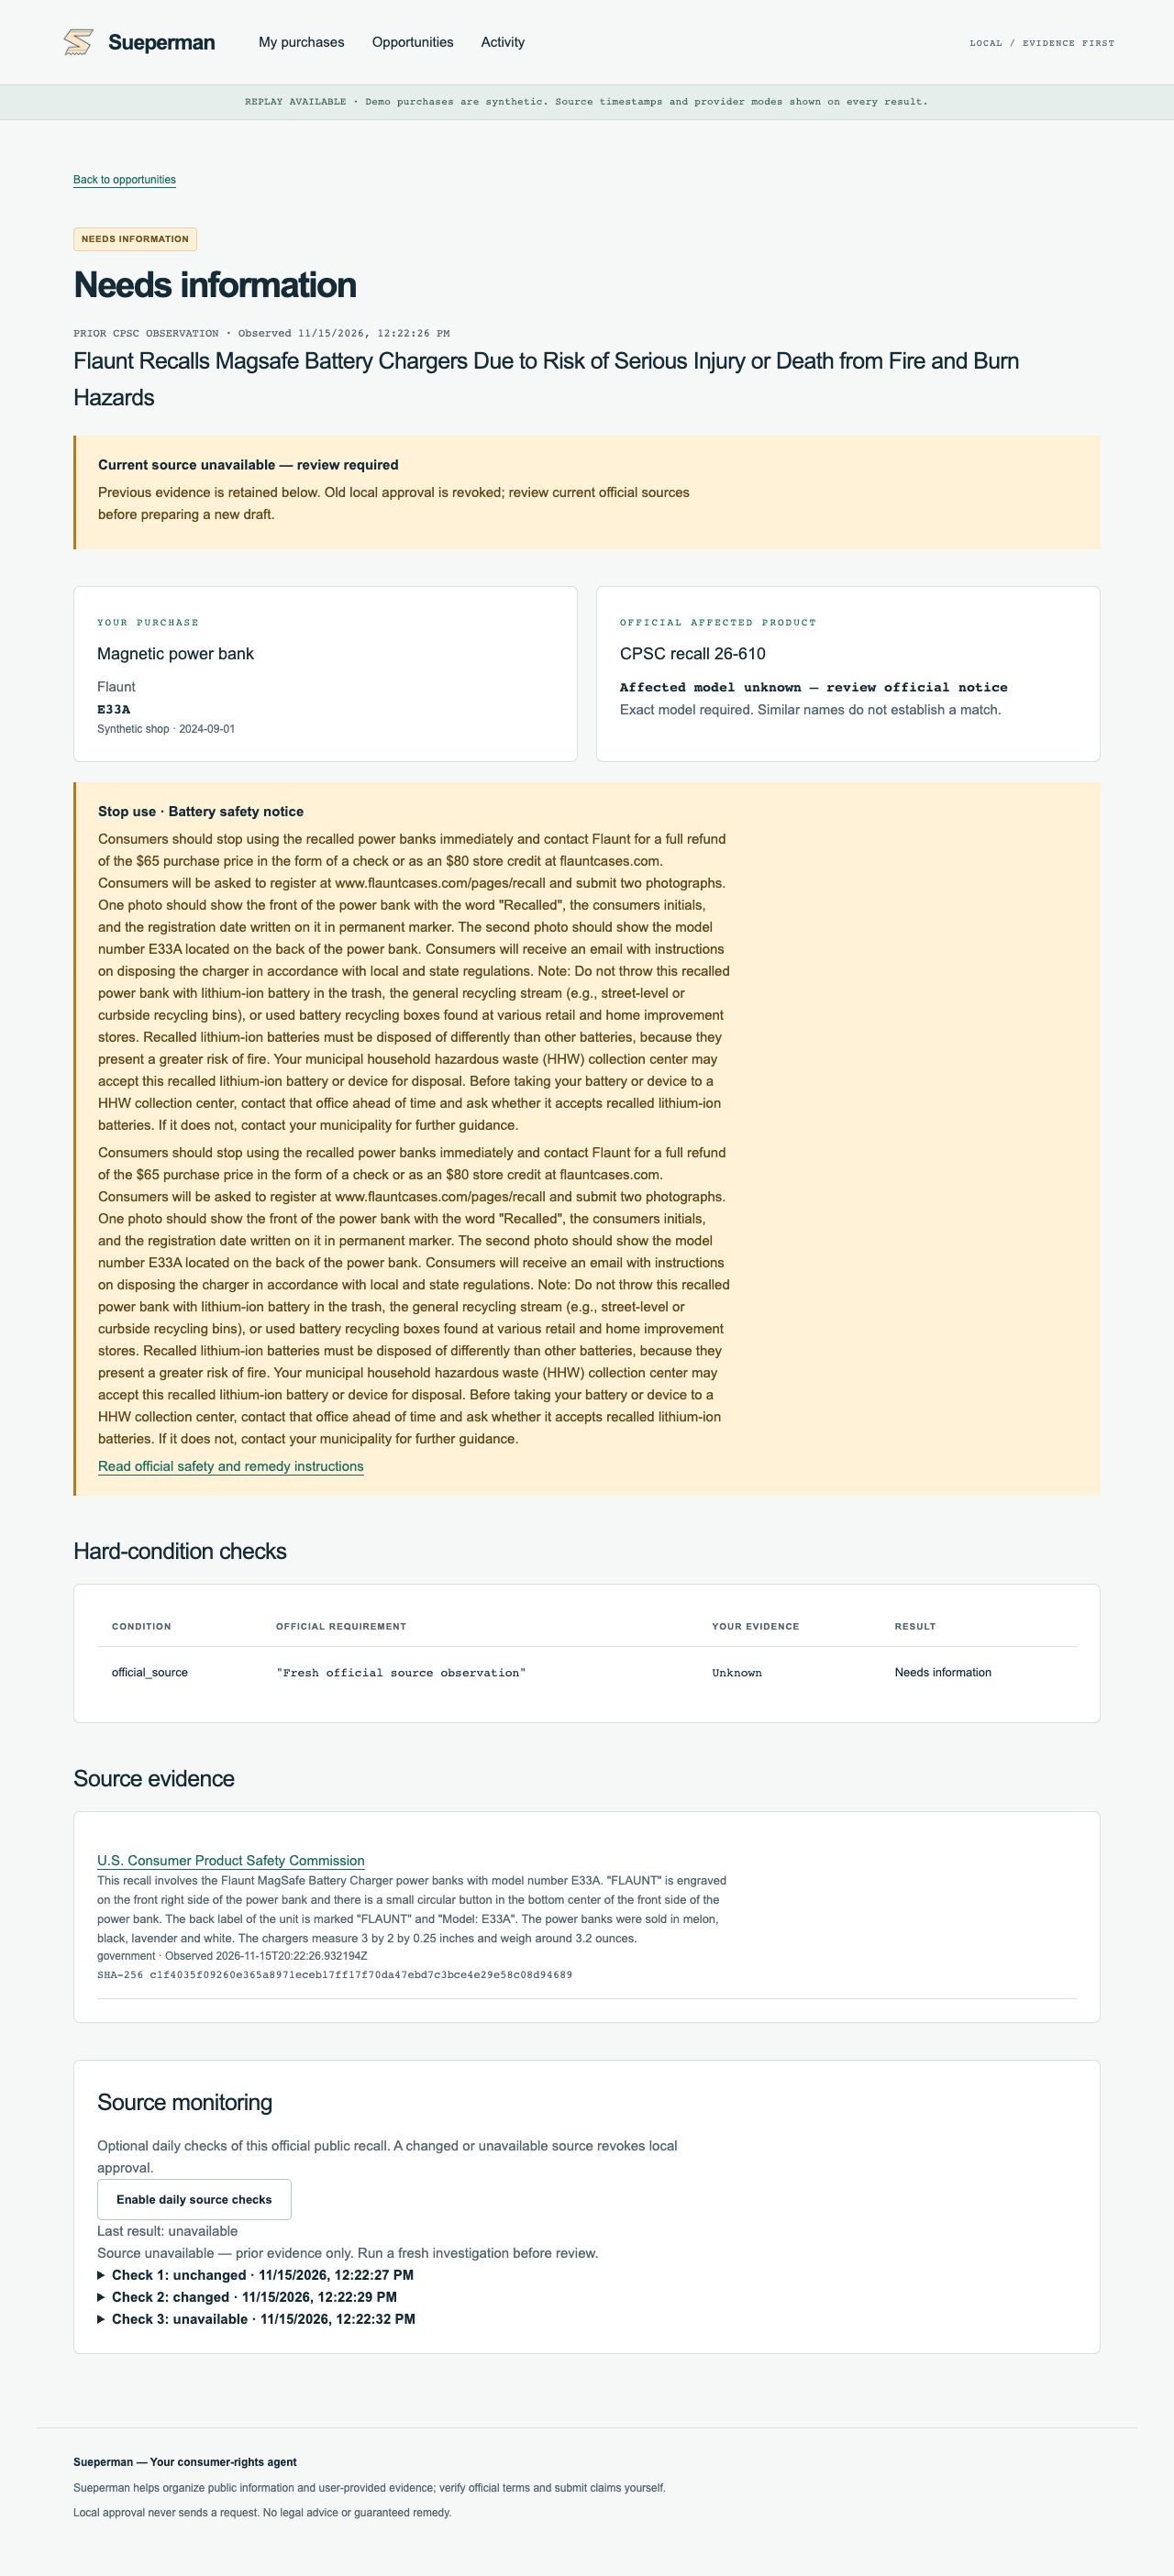 Sueperman
My purchases
Opportunities
Activity
LOCAL / EVIDENCE FIRST
REPLAY AVAILABLE · Demo purchases are synthetic. Source timestamps and provider modes shown on every result.
Back to opportunities
NEEDS INFORMATION
Needs information
PRIOR CPSC OBSERVATION · Observed 11/15/2026, 12:22:26 PM
Flaunt Recalls Magsafe Battery Chargers Due to Risk of Serious Injury or Death from Fire and Burn
Hazards
Current source unavailable — review required
Previous evidence is retained below. Old local approval is revoked; review current official sources
before preparing a new draft.
YOUR PURCHASE
Magnetic power bank
Flaunt
E33A
Synthetic shop · 2024-09-01
OFFICIAL AFFECTED PRODUCT
CPSC recall 26-610
Affected model unknown — review official notice
Exact model required. Similar names do not establish a match.
Stop use · Battery safety notice
Consumers should stop using the recalled power banks immediately and contact Flaunt for a full refund
of the $65 purchase price in the form of a check or as an $80 store credit at flauntcases.com.
Consumers will be asked to register at www.flauntcases.com/pages/recall and submit two photographs.
One photo should show the front of the power bank with the word "Recalled", the consumers initials,
and the registration date written on it in permanent marker. The second photo should show the model
number E33A located on the back of the power bank. Consumers will receive an email with instructions
on disposing the charger in accordance with local and state regulations. Note: Do not throw this recalled
power bank with lithium-ion battery in the trash, the general recycling stream (e.g., street-level or
curbside recycling bins), or used battery recycling boxes found at various retail and home improvement
stores. Recalled lithium-ion batteries must be disposed of differently than other batteries, because they
present a greater risk of fire. Your municipal household hazardous waste (HHW) collection center may
accept this recalled lithium-ion battery or device for disposal. Before taking your battery or device to a
HHW collection center, contact that office ahead of time and ask whether it accepts recalled lithium-ion
batteries. If it does not, contact your municipality for further guidance.
Consumers should stop using the recalled power banks immediately and contact Flaunt for a full refund
of the $65 purchase price in the form of a check or as an $80 store credit at flauntcases.com.
Consumers will be asked to register at www.flauntcases.com/pages/recall and submit two photographs.
One photo should show the front of the power bank with the word "Recalled", the consumers initials,
and the registration date written on it in permanent marker. The second photo should show the model
number E33A located on the back of the power bank. Consumers will receive an email with instructions
on disposing the charger in accordance with local and state regulations. Note: Do not throw this recalled
power bank with lithium-ion battery in the trash, the general recycling stream (e.g., street-level or
curbside recycling bins), or used battery recycling boxes found at various retail and home improvement
stores. Recalled lithium-ion batteries must be disposed of differently than other batteries, because they
present a greater risk of fire. Your municipal household hazardous waste (HHW) collection center may
accept this recalled lithium-ion battery or device for disposal. Before taking your battery or device to a
HHW collection center, contact that office ahead of time and ask whether it accepts recalled lithium-ion
batteries. If it does not, contact your municipality for further guidance.
Read official safety and remedy instructions
Hard-condition checks
CONDITION
OFFICIAL REQUIREMENT
YOUR EVIDENCE
RESULT
official_source
"Fresh official source observation"
Unknown
Needs information
Source evidence
U.S. Consumer Product Safety Commission
This recall involves the Flaunt MagSafe Battery Charger power banks with model number E33A. "FLAUNT" is engraved
on the front right side of the power bank and there is a small circular button in the bottom center of the front side of the
power bank. The back label of the unit is marked "FLAUNT" and "Model: E33A". The power banks were sold in melon,
black, lavender and white. The chargers measure 3 by 2 by 0.25 inches and weigh around 3.2 ounces.
government · Observed 2026-11-15T20:22:26.932194Z
SHA-256 c1f4035f09260e365a8971eceb17ff17f70da47ebd7c3bce4e29e58c08d94689
Source monitoring
Optional daily checks of this official public recall. A changed or unavailable source revokes local
approval.
Enable daily source checks
Last result: unavailable
Source unavailable — prior evidence only. Run a fresh investigation before review.
Check 1: unchanged · 11/15/2026, 12:22:27 PM
Check 2: changed · 11/15/2026, 12:22:29 PM
Check 3: unavailable · 11/15/2026, 12:22:32 PM
Sueperman — Your consumer-rights agent
Sueperman helps organize public information and user-provided evidence; verify official terms and submit claims yourself.
Local approval never sends a request. No legal advice or guaranteed remedy.